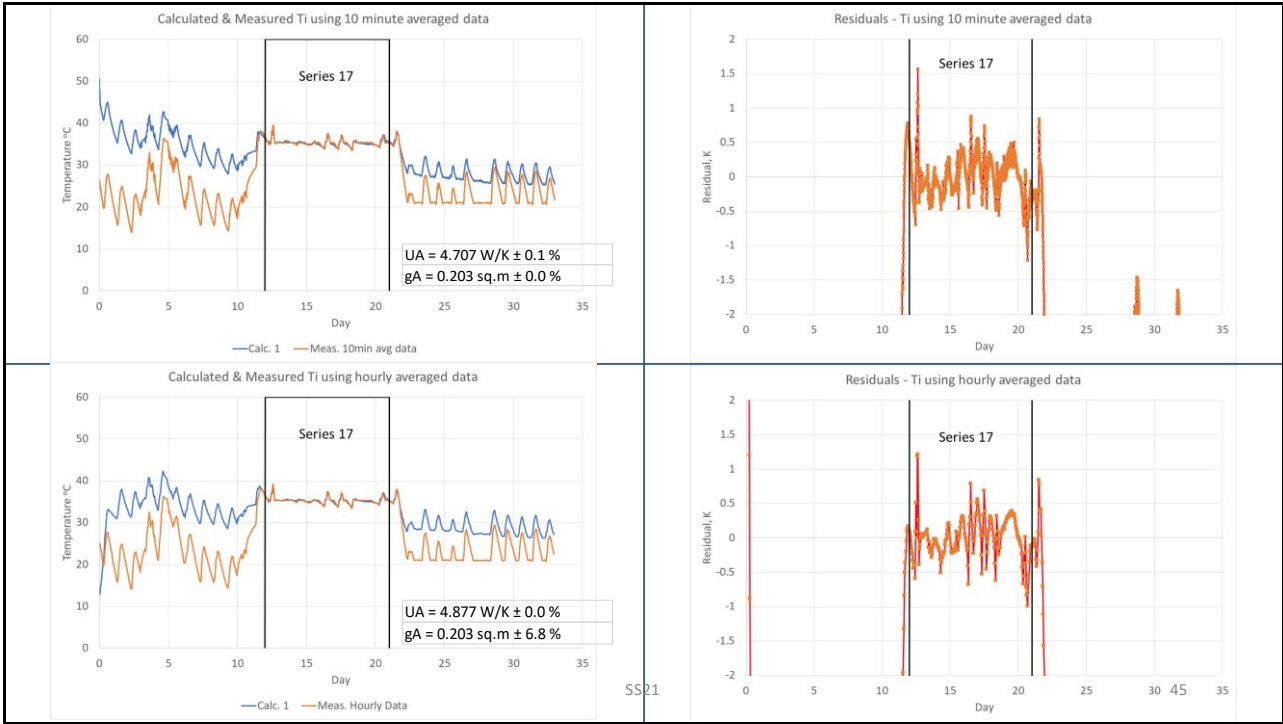 Calculated & Measured Ti using 10 minute averaged data
60
50
40
30
20
10
0
Temperature ᵒC
Series 17
UA = 4.707 W/K ± 0.1 %
gA = 0.203 sq.m ± 0.0 %
0 5 10 15 20 25 30 35
Day
Calc. 1 Meas. 10min avg data
Residuals - Ti using 10 minute averaged data
2
1.5
1
0.5
0
-0.5
-1
-1.5
-2
Residual, K
Series 17
0 5 10 15 20 25 30 35
Day
Calculated & Measured Ti using hourly averaged data
60
50
40
30
20
10
0
Temperature ᵒC
Series 17
UA = 4.877 W/K ± 0.0 %
gA = 0.203 sq.m ± 6.8 %
0 5 10 15 20 25 30 35
Day
Calc. 1 Meas. Hourly Data
Residuals - Ti using hourly averaged data
2
1.5
1
0.5
0
-0.5
-1
-1.5
-2
Residual, K
Series 17
0 5 10 15 20 25 30 35
Day
SS21
45